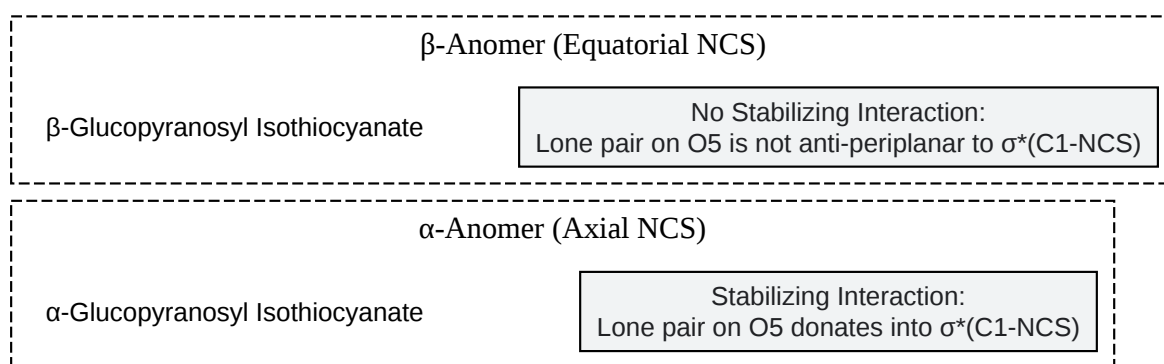 β-Anomer (Equatorial NCS)
β-Glucopyranosyl Isothiocyanate
No Stabilizing Interaction:
Lone pair on O5 is not anti-periplanar to σ*(C1-NCS)
α-Anomer (Axial NCS)
α-Glucopyranosyl Isothiocyanate
Stabilizing Interaction:
Lone pair on O5 donates into σ*(C1-NCS)